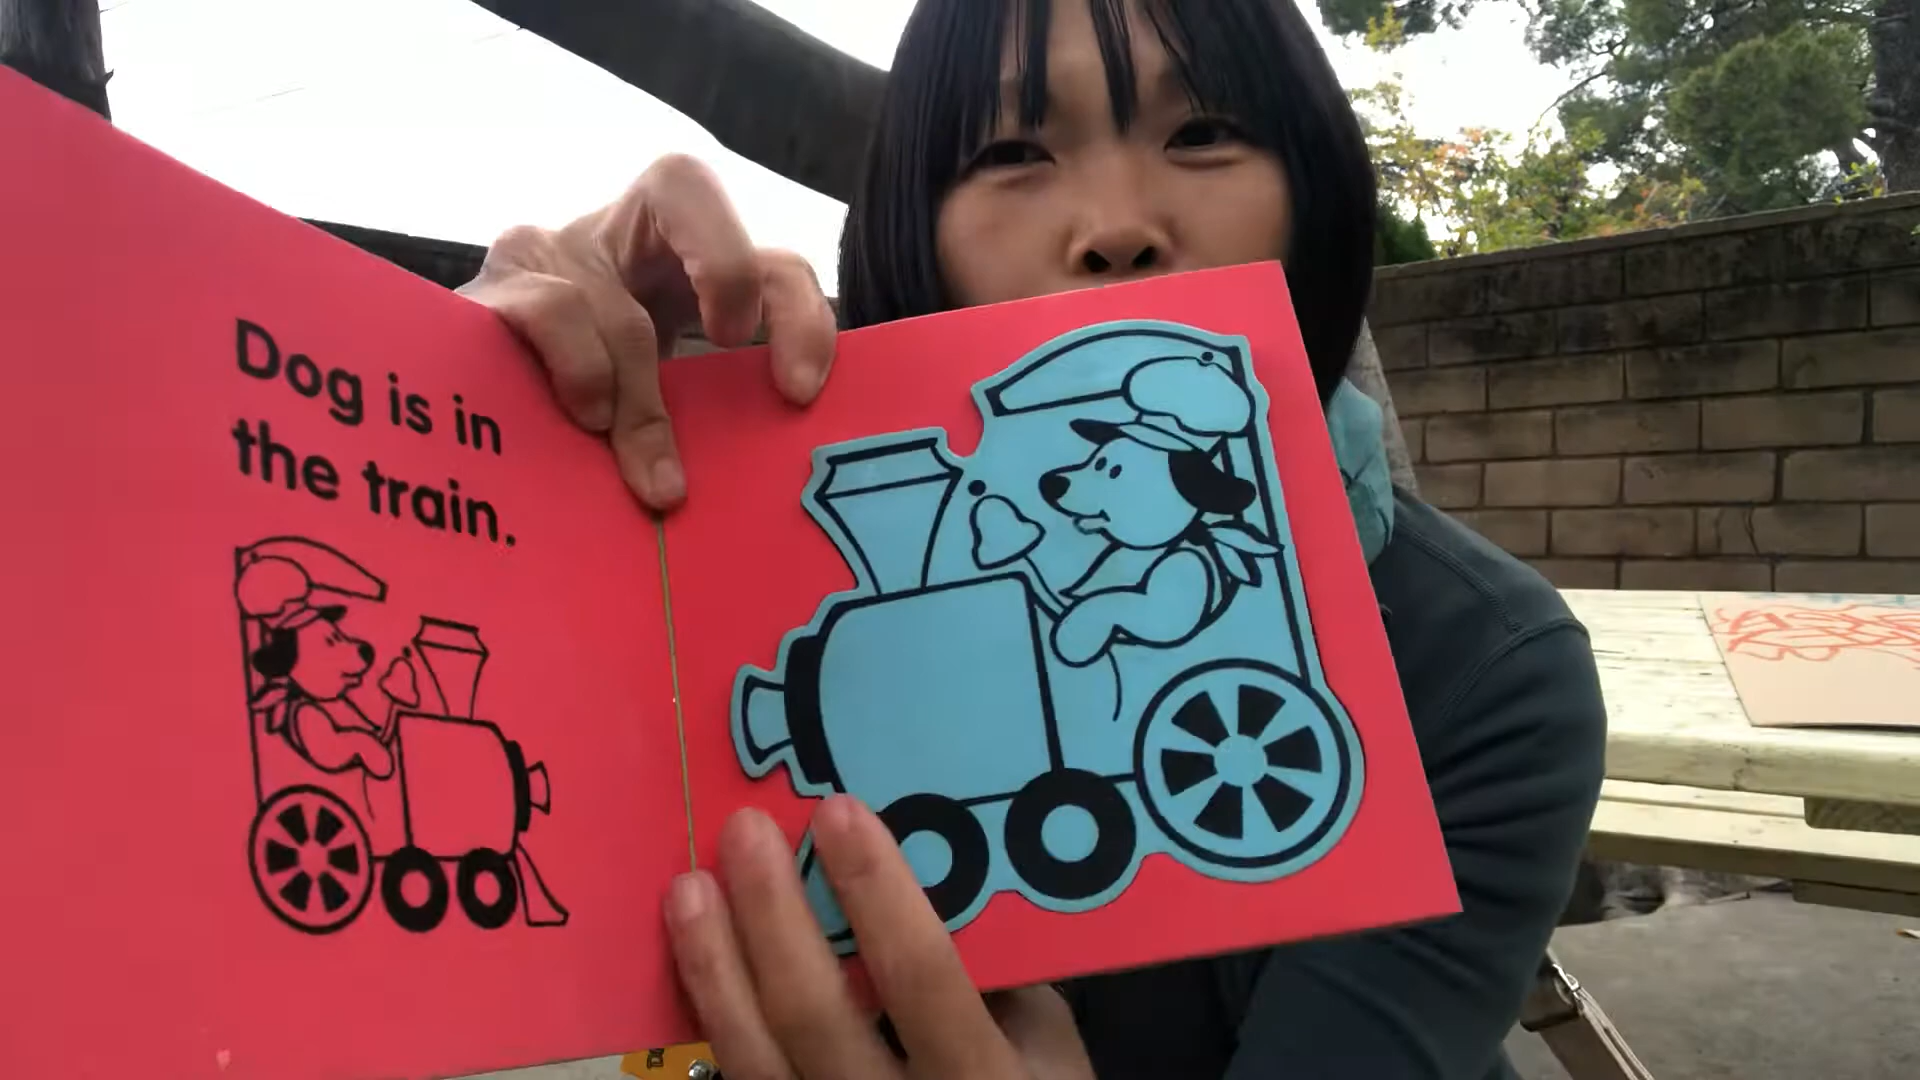 Dog is in
the train.